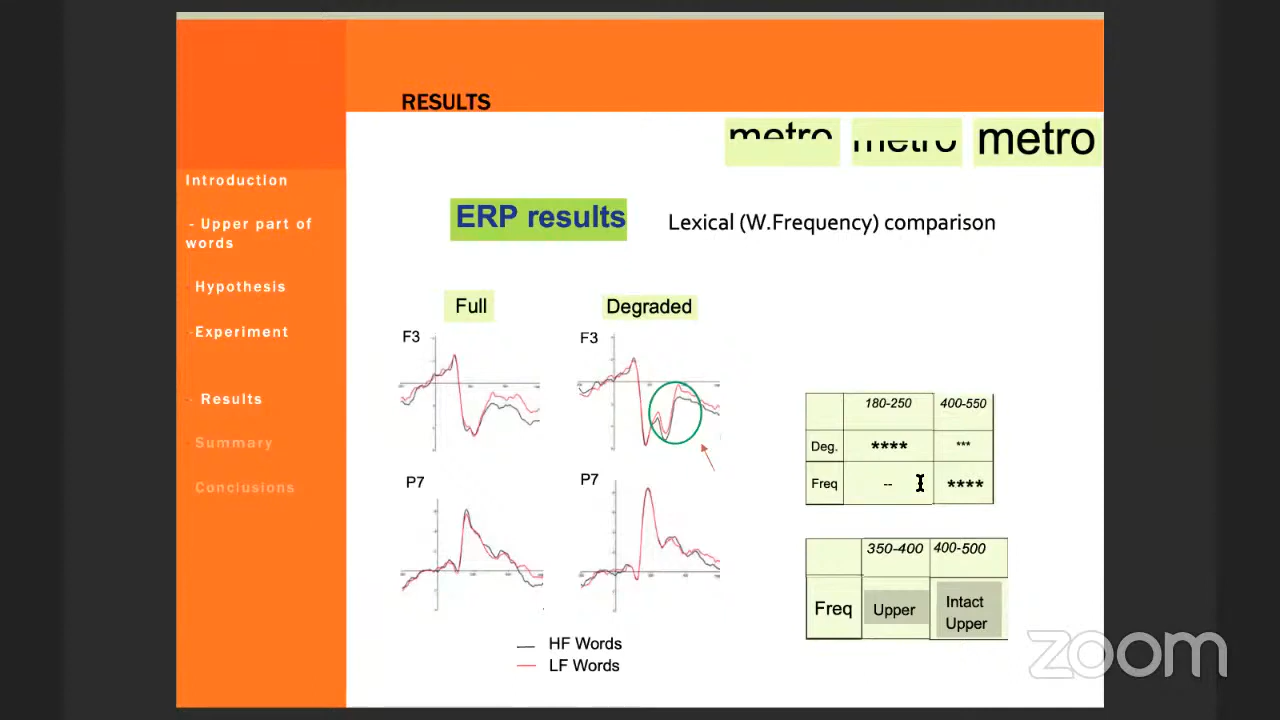 RESULTS
metro metro metro
Introduction
- Upper part of
words
- Hypothesis
- Experiment
Results
- Summary
Conclusions
ERP results
Lexical (W.Frequency) comparison
Full
Degraded
F3
F3
P7
P7
HF Words
LF Words
180-250 400-550
Deg. **** ***
Freq -- ****
350-400 400-500
Freq Upper Intact
Upper
zoom